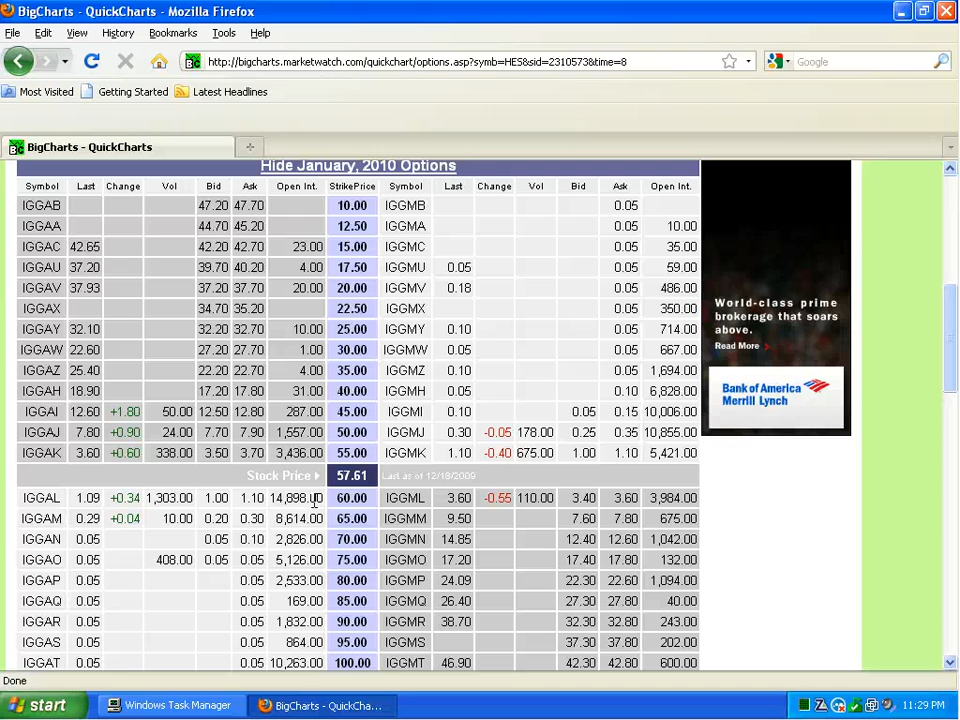 BigCharts - QuickCharts - Mozilla Firefox
File Edit View History Bookmarks Tools Help
http://bigcharts.marketwatch.com/quickchart/options.asp?symb=HES&sid=2310573&time=8 Google
Most Visited Getting Started Latest Headlines
BigCharts - QuickCharts
Hide January, 2010 Options
Symbol Last Change Vol Bid Ask Open Int. StrikePrice Symbol Last Change Vol Bid Ask Open Int.
IGGAB 47.20 47.70 10.00 IGGMB 0.05
IGGAA 44.70 45.20 12.50 IGGMA 0.05 10.00
IGGAC 42.65 42.20 42.70 23.00 15.00 IGGMC 0.05 35.00
IGGAU 37.20 39.70 40.20 4.00 17.50 IGGMU 0.05 0.05 59.00
IGGAV 37.93 37.20 37.70 20.00 20.00 IGGMV 0.18 0.05 486.00
IGGAX 34.70 35.20 22.50 IGGMX 0.05 350.00
IGGAY 32.10 32.20 32.70 10.00 25.00 IGGMY 0.10 0.05 714.00
IGGAW 22.60 27.20 27.70 1.00 30.00 IGGMW 0.05 0.05 667.00
IGGAZ 25.40 22.20 22.70 4.00 35.00 IGGMZ 0.10 0.05 1,694.00
IGGAH 18.90 17.20 17.80 31.00 40.00 IGGMH 0.10 0.10 6,828.00
IGGAI 12.60 +1.80 50.00 12.50 12.80 287.00 45.00 IGGMI 0.10 0.05 0.15 10,006.00
IGGAJ 7.80 +0.90 24.00 7.70 7.90 1,557.00 50.00 IGGMJ 0.30 -0.05 178.00 0.25 0.35 10,855.00
IGGAK 3.60 +0.60 338.00 3.50 3.70 3,436.00 55.00 IGGMK 1.10 -0.40 675.00 1.00 1.10 5,421.00
Stock Price 57.61 Last as of 12/18/2009
IGGAL 1.09 +0.34 1,303.00 1.00 1.10 14,898.00 60.00 IGGML 3.60 -0.55 110.00 3.40 3.60 3,984.00
IGGAM 0.29 +0.04 10.00 0.20 0.30 8,614.00 65.00 IGGMM 9.50 7.60 7.80 675.00
IGGAN 0.05 0.05 0.10 2,826.00 70.00 IGGMN 14.85 12.40 12.60 1,042.00
IGGAO 0.05 408.00 0.05 0.05 5,126.00 75.00 IGGMO 17.20 17.40 17.80 132.00
IGGAP 0.05 0.05 2,533.00 80.00 IGGMP 24.09 22.30 22.60 1,094.00
IGGAQ 0.05 0.05 169.00 85.00 IGGMQ 26.40 27.30 27.80 40.00
IGGAR 0.05 0.05 1,832.00 90.00 IGGMR 38.70 32.30 32.80 243.00
IGGAS 0.05 0.05 864.00 95.00 IGGMS 37.30 37.80 202.00
IGGAT 0.05 0.05 10,263.00 100.00 IGGMT 46.90 42.30 42.80 600.00
World-class prime
brokerage that soars
above.
Read More
Bank of America
Merrill Lynch
Done
start Windows Task Manager BigCharts - QuickCha... 11:29 PM